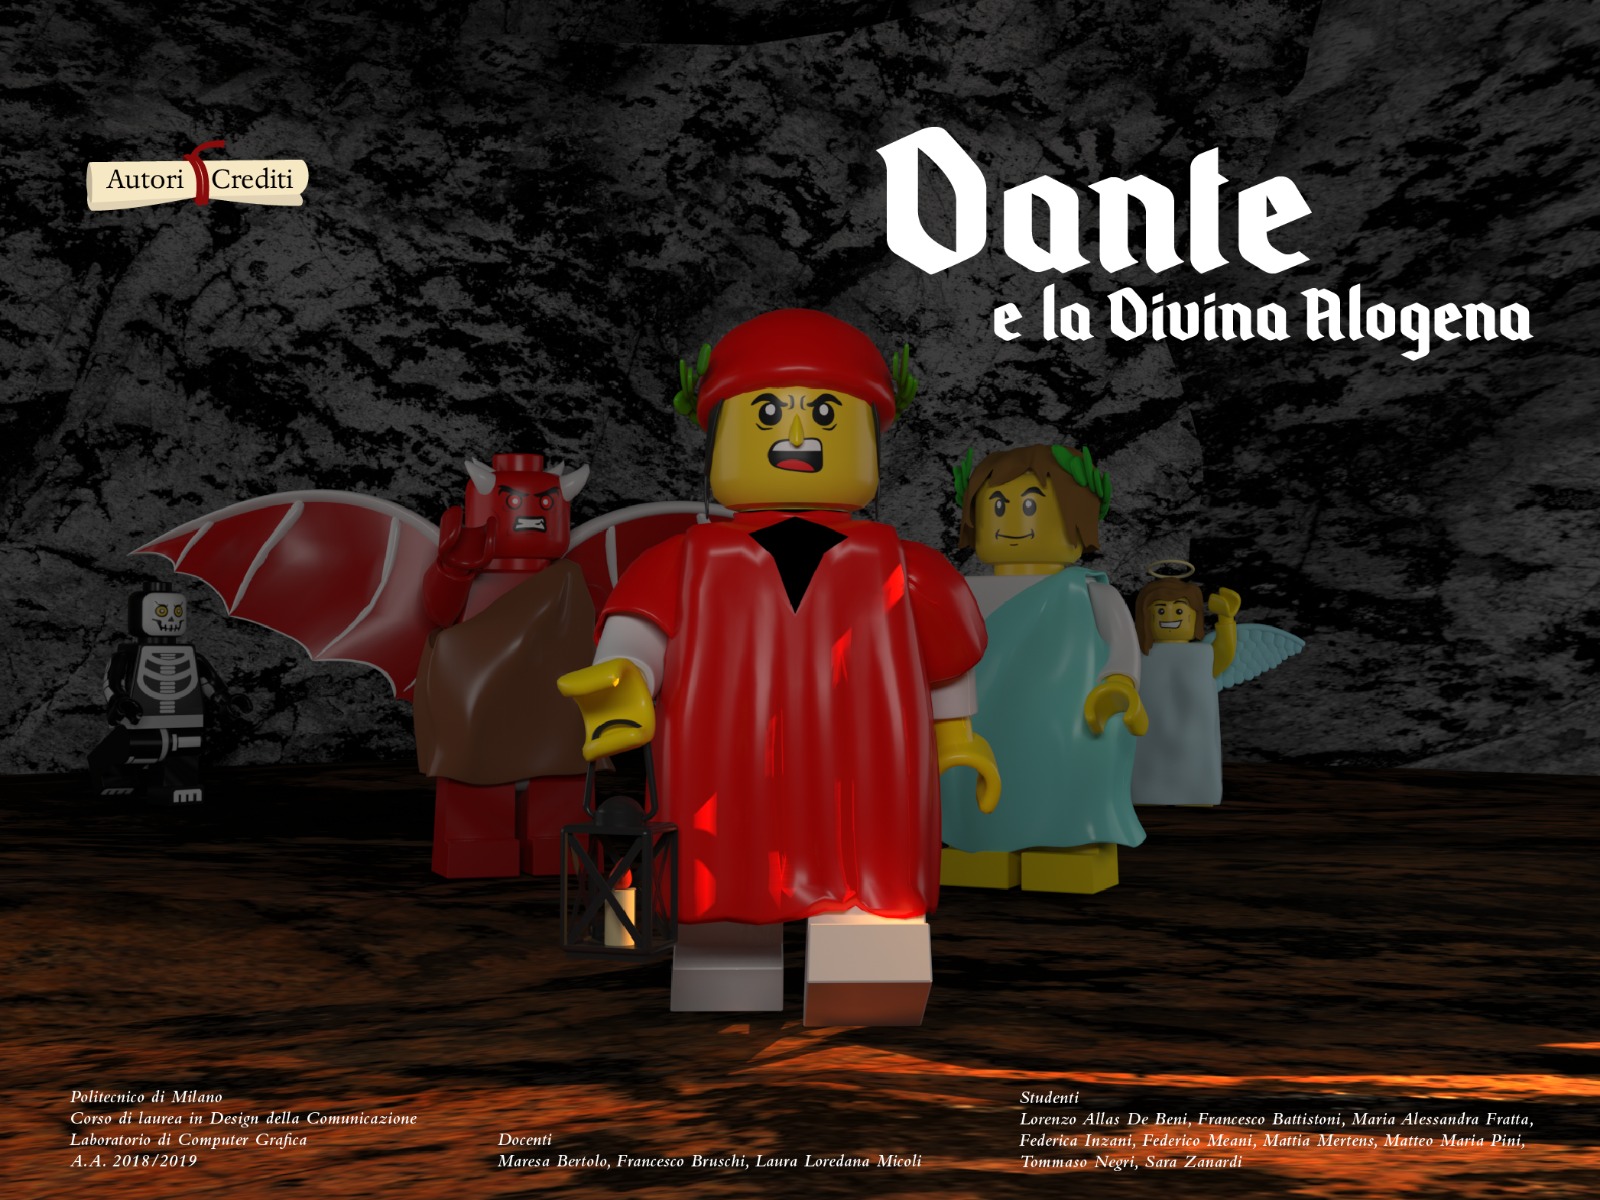 Autori Crediti
Dante
e la Divina Alogena
Politecnico di Milano
Corso di laurea in Design della Comunicazione
Laboratorio di Computer Grafica
A.A. 2018/2019
Docenti
Maresa Bertolo, Francesco Bruschi, Laura Loredana Micoli
Studenti
Lorenzo Allas De Beni, Francesco Battistoni, Maria Alessandra Fratta,
Federica Inzani, Federico Meani, Mattia Mertens, Matteo Maria Pini,
Tommaso Negri, Sara Zanardi